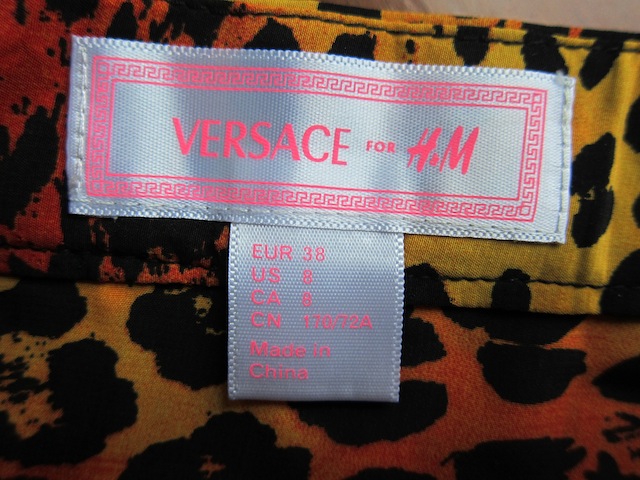 VERSACE FOR H&M
EUR 38
US 8
CA 8
CN 170/72A
Made in
China